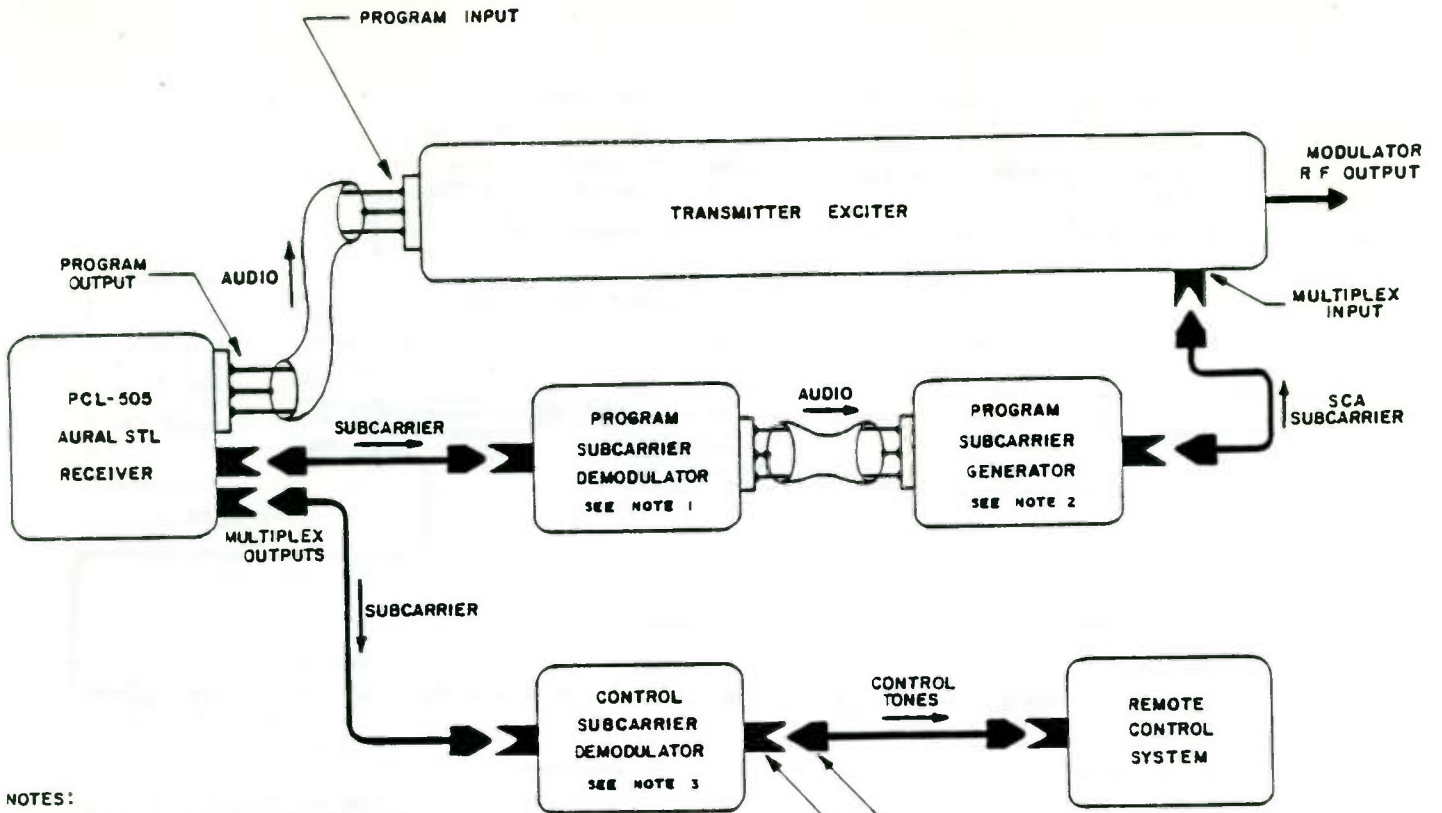 PROGRAM INPUT
MODULATOR
R F OUTPUT
TRANSMITTER EXCITER
PROGRAM
OUTPUT
AUDIO
MULTIPLEX
INPUT
PCL-505
AURAL STL
RECEIVER
SUBCARRIER
PROGRAM
SUBCARRIER
DEMODULATOR
SEE NOTE 1
AUDIO
PROGRAM
SUBCARRIER
GENERATOR
SEE NOTE 2
SCA
SUBCARRIER
MULTIPLEX
OUTPUTS
SUBCARRIER
CONTROL
SUBCARRIER
DEMODULATOR
SEE NOTE 3
CONTROL
TONES
REMOTE
CONTROL
SYSTEM
NOTES: